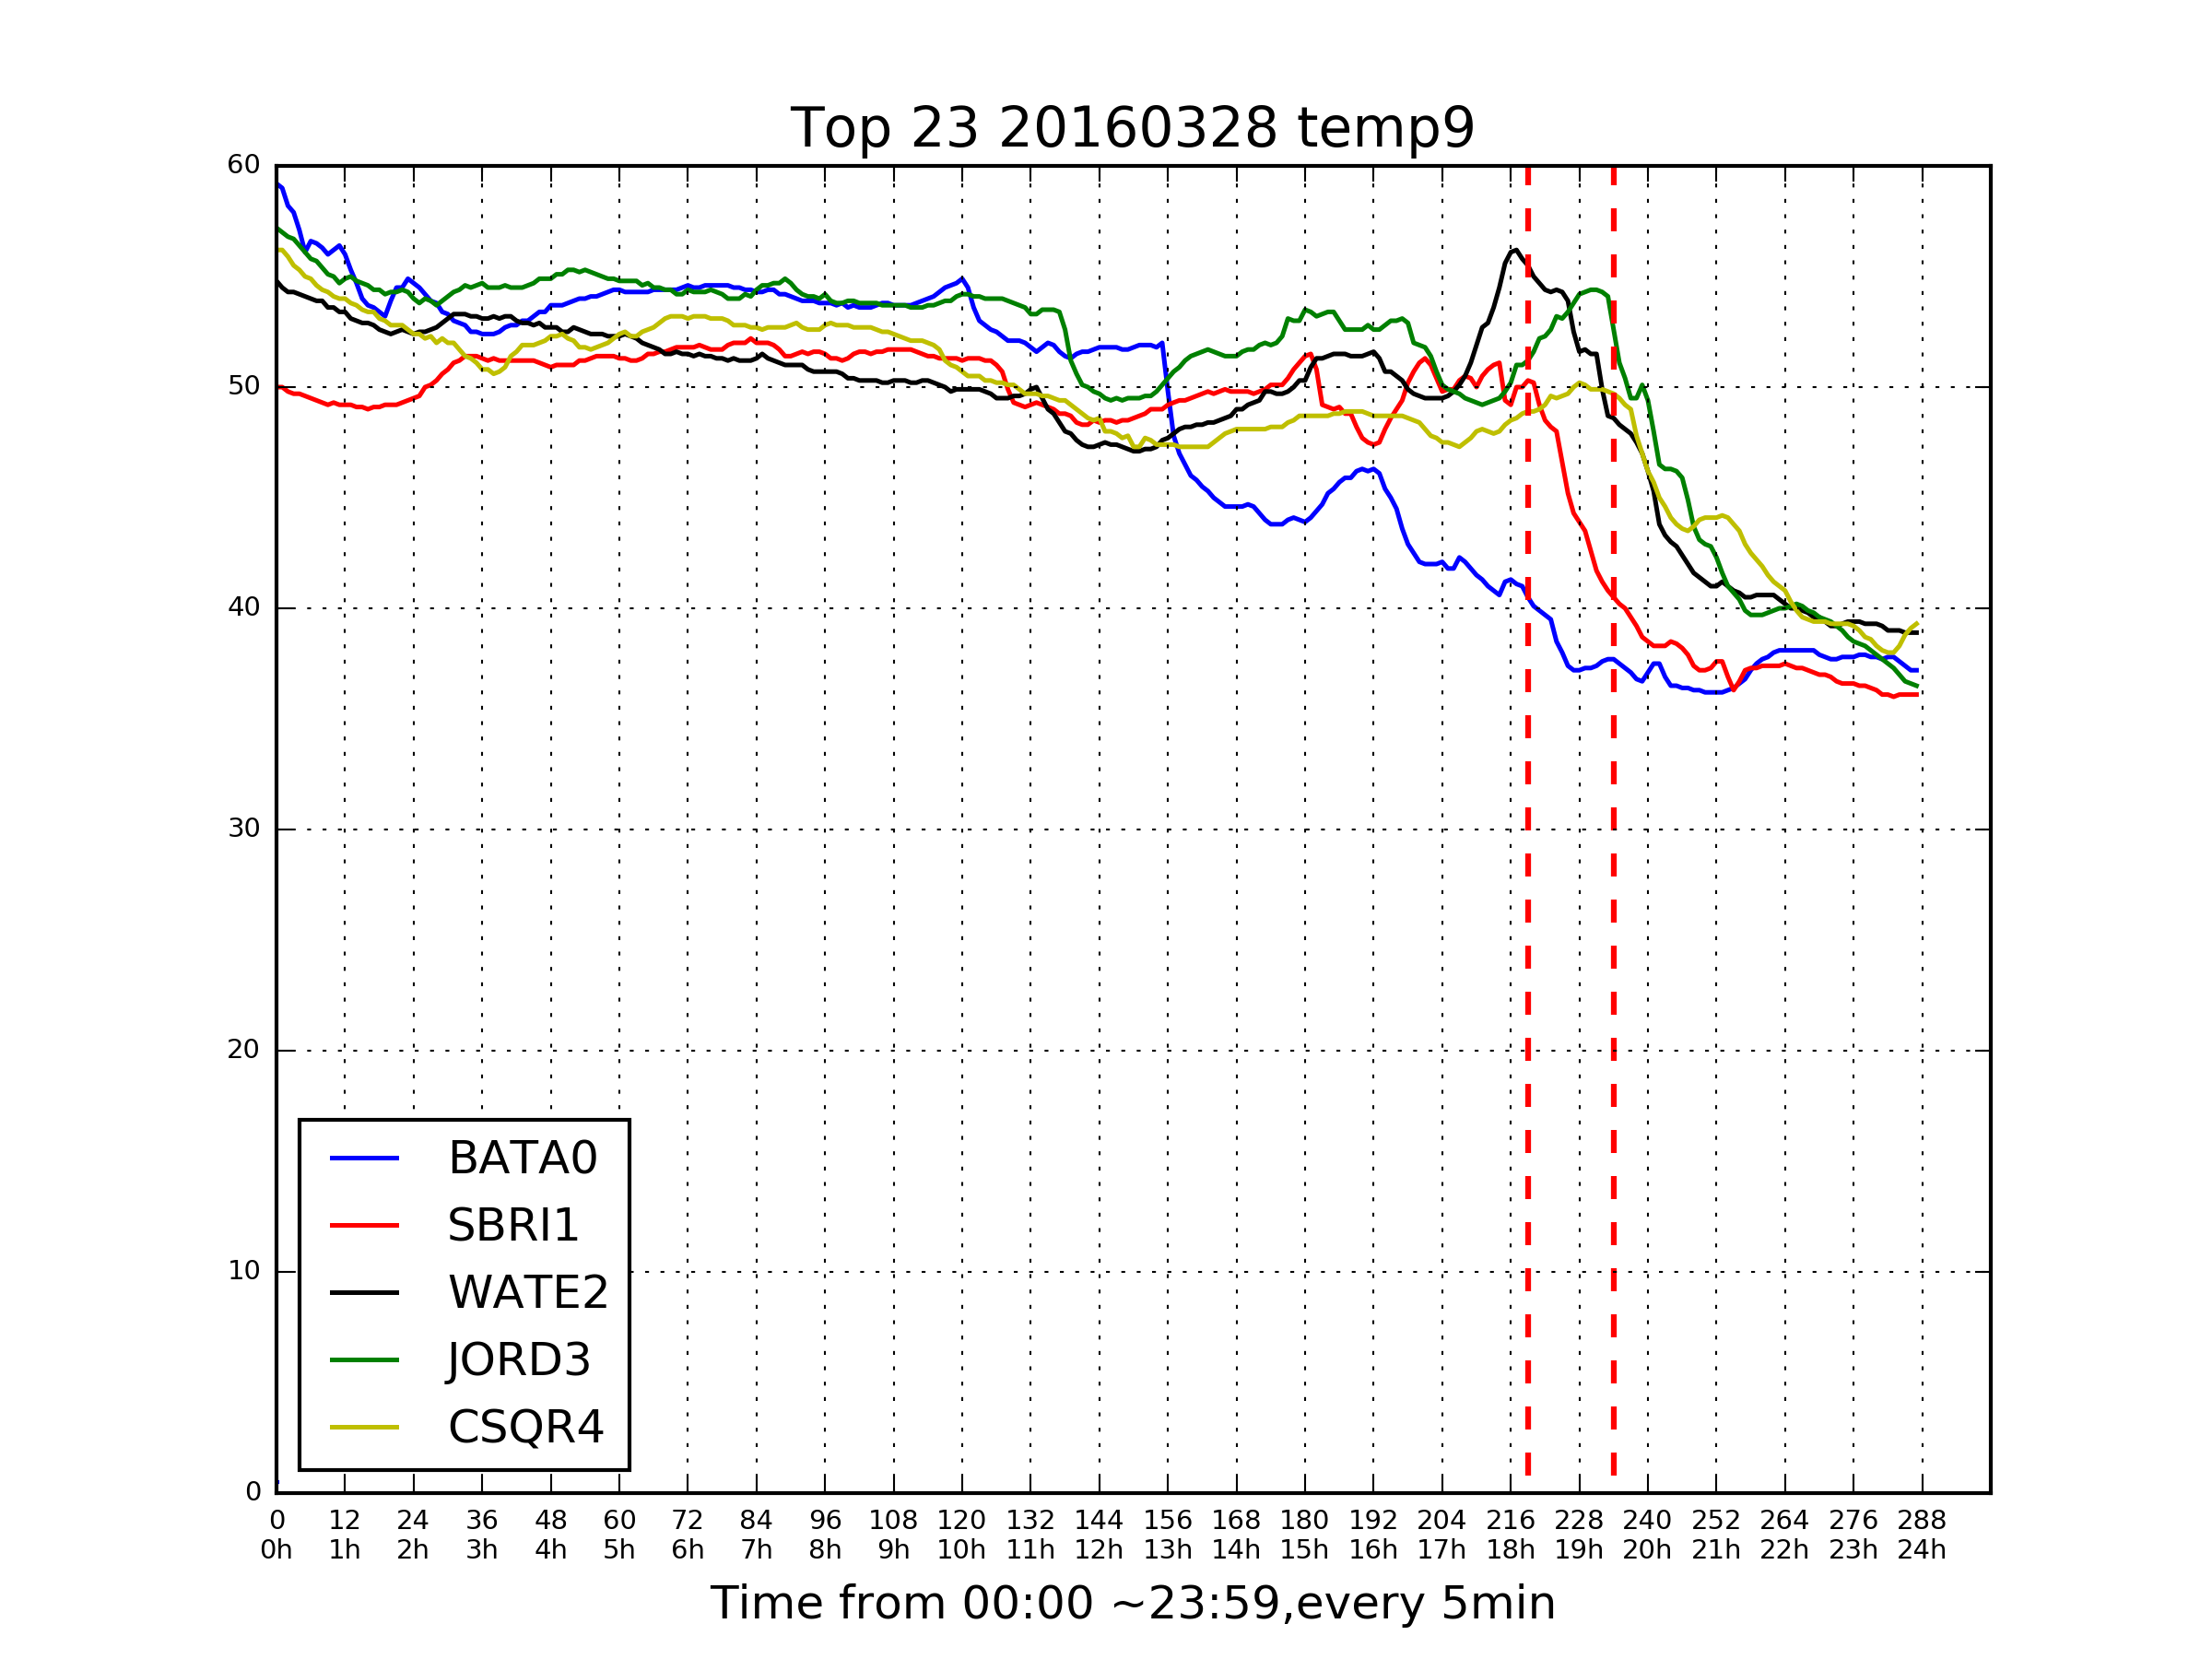 Top 23 20160328 temp9
60
50
40
30
20
10
0
BATA0
SBRI1
WATE2
JORD3
CSQR4
0 12 24 36 48 60 72 84 96 108 120 132 144 156 168 180 192 204 216 228 240 252 264 276 288
0h 1h 2h 3h 4h 5h 6h 7h 8h 9h 10h 11h 12h 13h 14h 15h 16h 17h 18h 19h 20h 21h 22h 23h 24h
Time from 00:00 ~23:59,every 5min